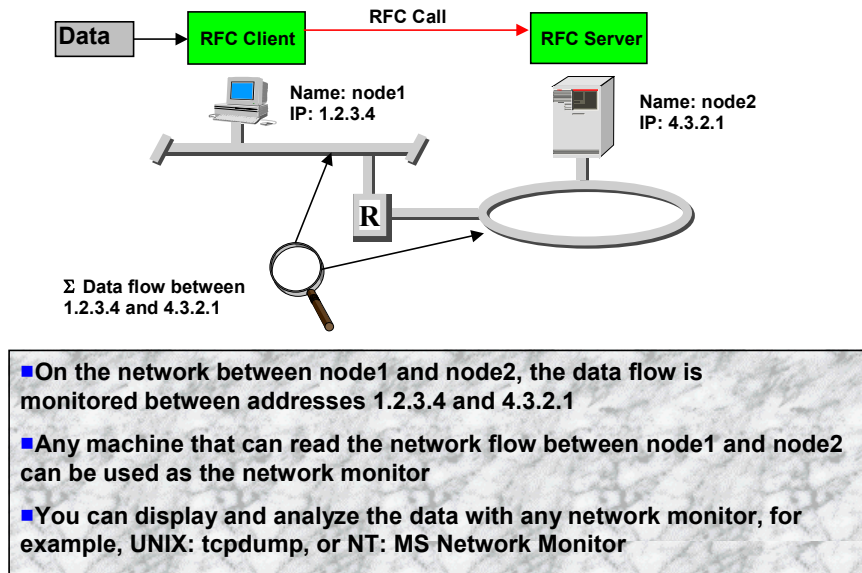 RFC Call
Data
RFC Client
RFC Server
Name: node1
IP: 1.2.3.4
Name: node2
IP: 4.3.2.1
R
Σ Data flow between
1.2.3.4 and 4.3.2.1
■On the network between node1 and node2, the data flow is
monitored between addresses 1.2.3.4 and 4.3.2.1
■Any machine that can read the network flow between node1 and node2
can be used as the network monitor
■You can display and analyze the data with any network monitor, for
example, UNIX: tcpdump, or NT: MS Network Monitor